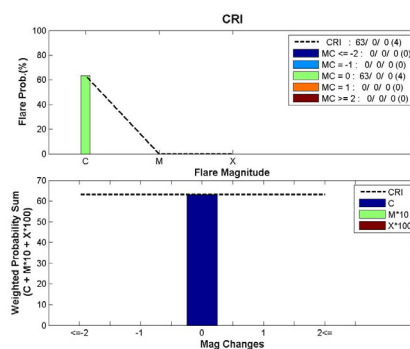 CRI
100
80
60
40
20
0
Flare Prob.(%)
C
M
X
Flare Magnitude
CRI : 63/ 0/ 0 (4)
MC <= -2 : 0/ 0/ 0 (0)
MC = -1 : 0/ 0/ 0 (0)
MC = 0 : 63/ 0/ 0 (4)
MC = 1 : 0/ 0/ 0 (0)
MC >= 2 : 0/ 0/ 0 (0)
70
60
50
40
30
20
10
0
Weighted Probability Sum
(C + M*10 + X*100)
<=-2
-1
0
1
2<=
Mag Changes
CRI
C
M*10
X*100